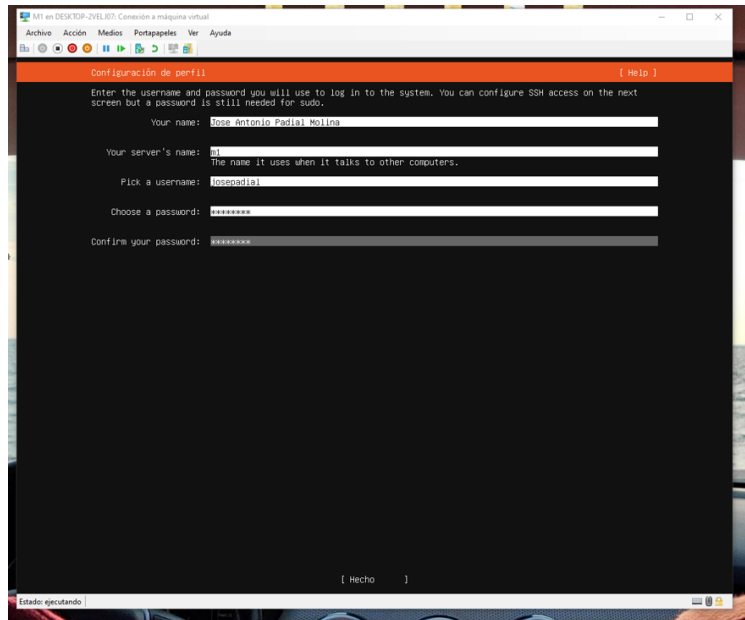 M1 en DESKTOP-2VELJ07: Conexión a máquina virtual
Archivo Acción Medios Portapapeles Ver Ayuda
Configuración de perfil [ Help ]
Enter the username and password you will use to log in to the system. You can configure SSH access on the next
screen but a password is still needed for sudo.
Your name: Jose Antonio Padial Molina
Your server's name: m1
The name it uses when it talks to other computers.
Pick a username: josepadial
Choose a password: ********
Confirm your password: ********
[ Hecho ]
Estado: ejecutando